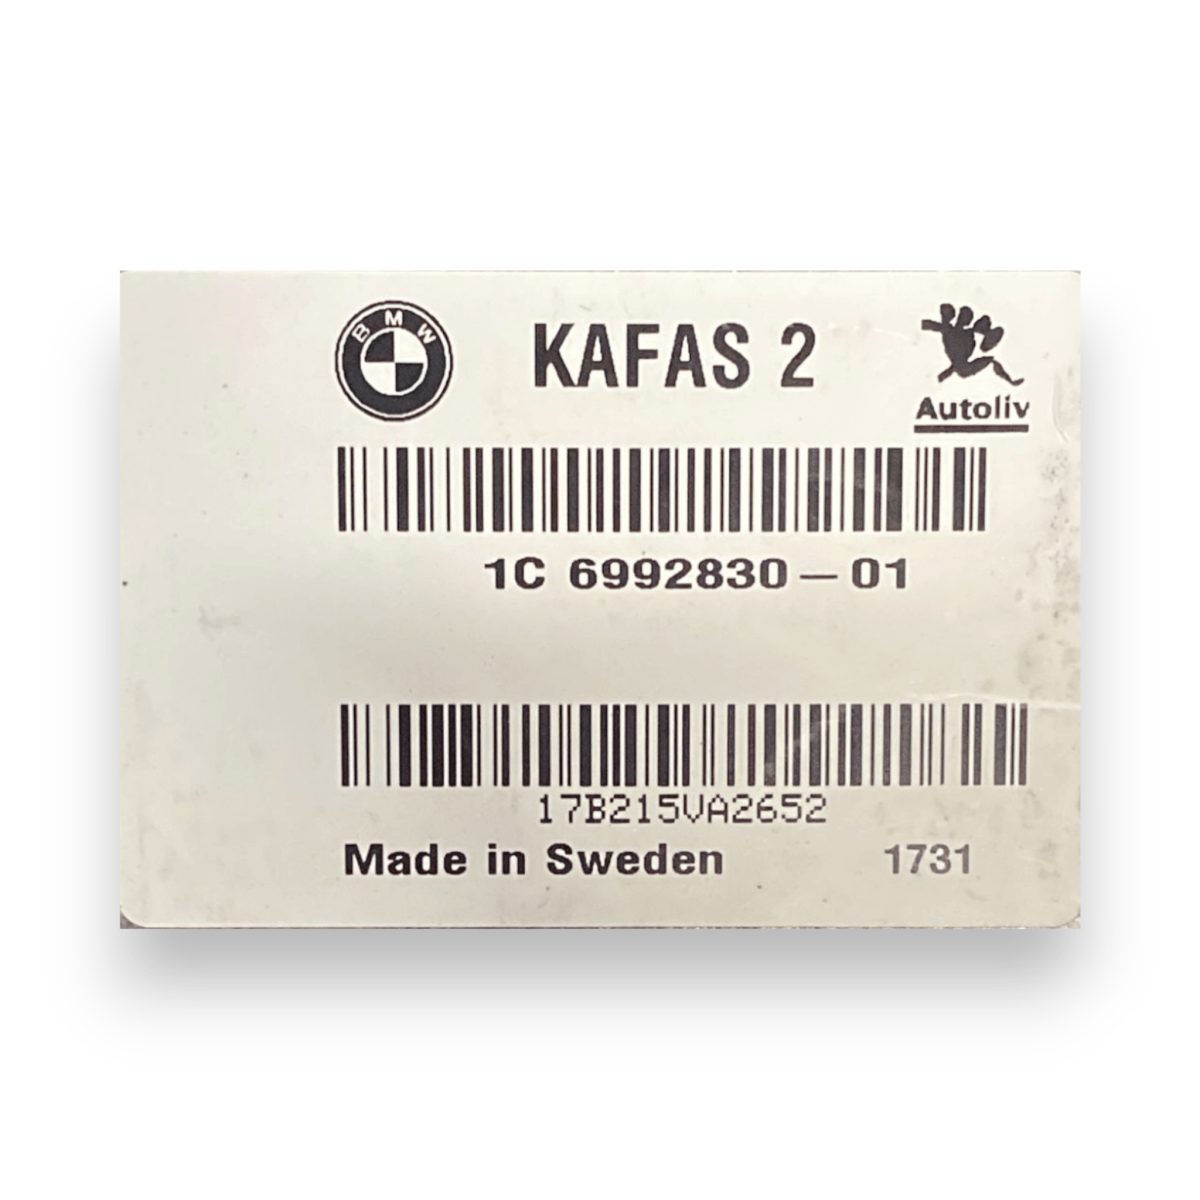 BMW KAFAS 2
Autoliv
1C 6992830-01
17B215VA2652
Made in Sweden 1731